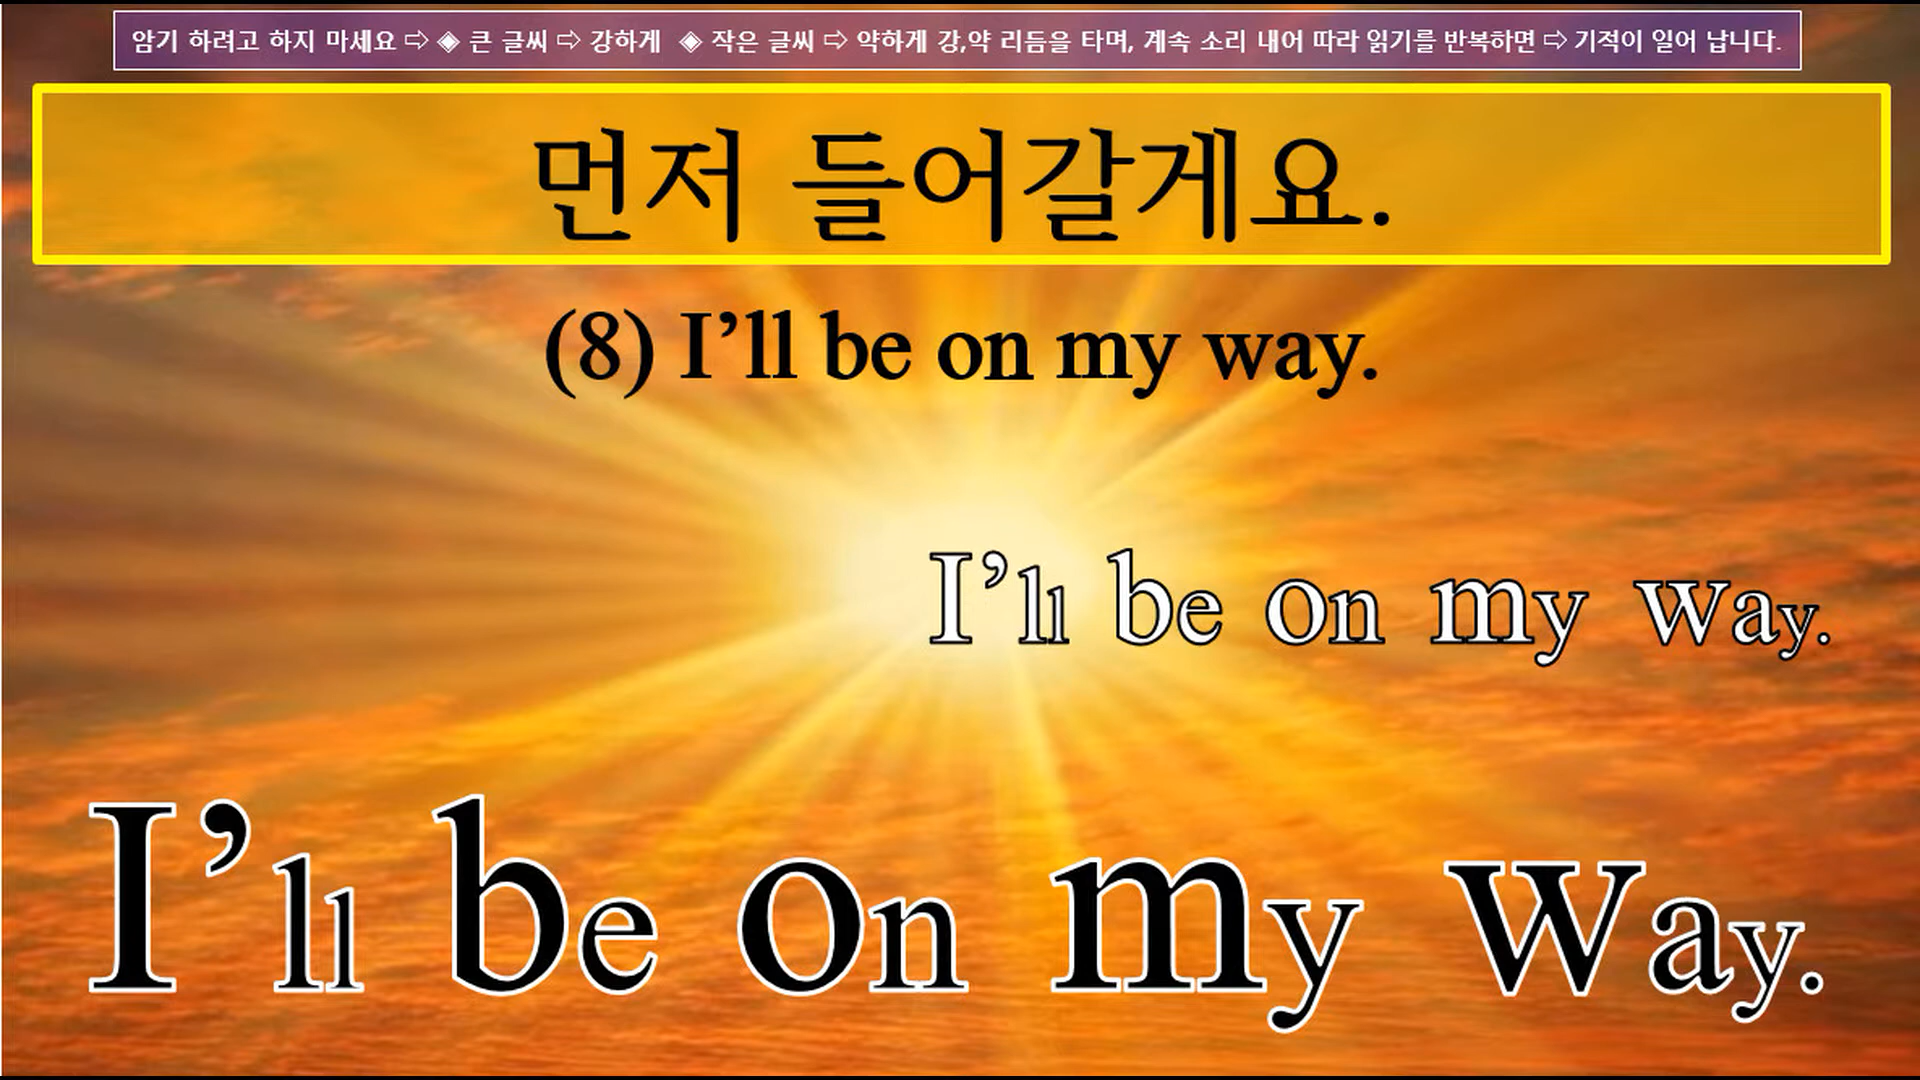 암기 하려고 하지 마세요 ⇨ ◈ 큰 글씨 ⇨ 강하게 ◈ 작은 글씨 ⇨ 약하게 강,약 리듬을 타며, 계속 소리 내어 따라 읽기를 반복하면 ⇨ 기적이 일어 납니다.
먼저 들어갈게요.
(8) I’ll be on my way.
I’ll be on my way.
I’ll be on my way.